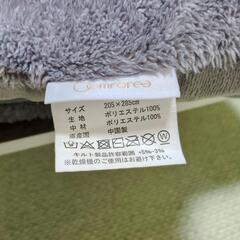 Comforee
サイズ 205×285cm
生地 ポリエステル100%
中材 ポリエステル100%
原産国 中国製
キルト製品許容範囲 +5%-3%
※乾燥機のご使用はお避け下さい。